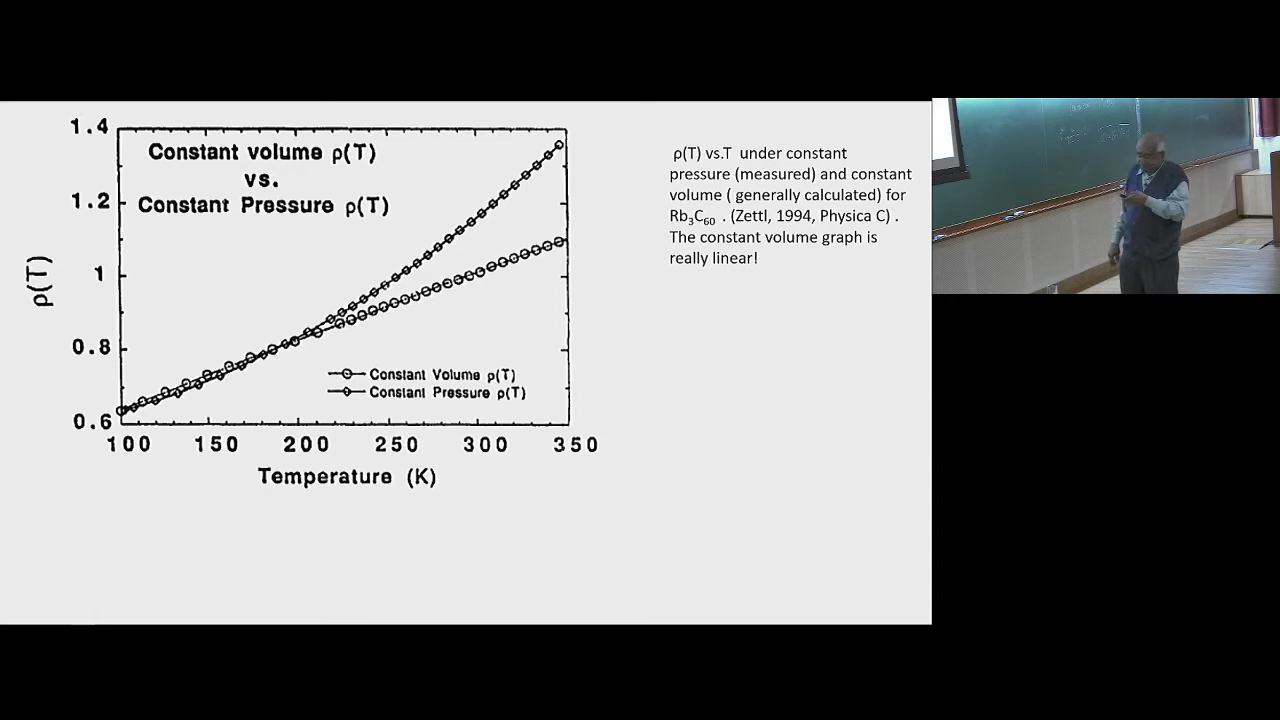 1.4
Constant volume ρ(T)
vs.
Constant Pressure ρ(T)
1.2
1
0.8
0.6
ρ(T)
Constant Volume ρ(T)
Constant Pressure ρ(T)
100 150 200 250 300 350
Temperature (K)
ρ(T) vs.T under constant
pressure (measured) and constant
volume ( generally calculated) for
Rb₃C₆₀ . (Zettl, 1994, Physica C) .
The constant volume graph is
really linear!